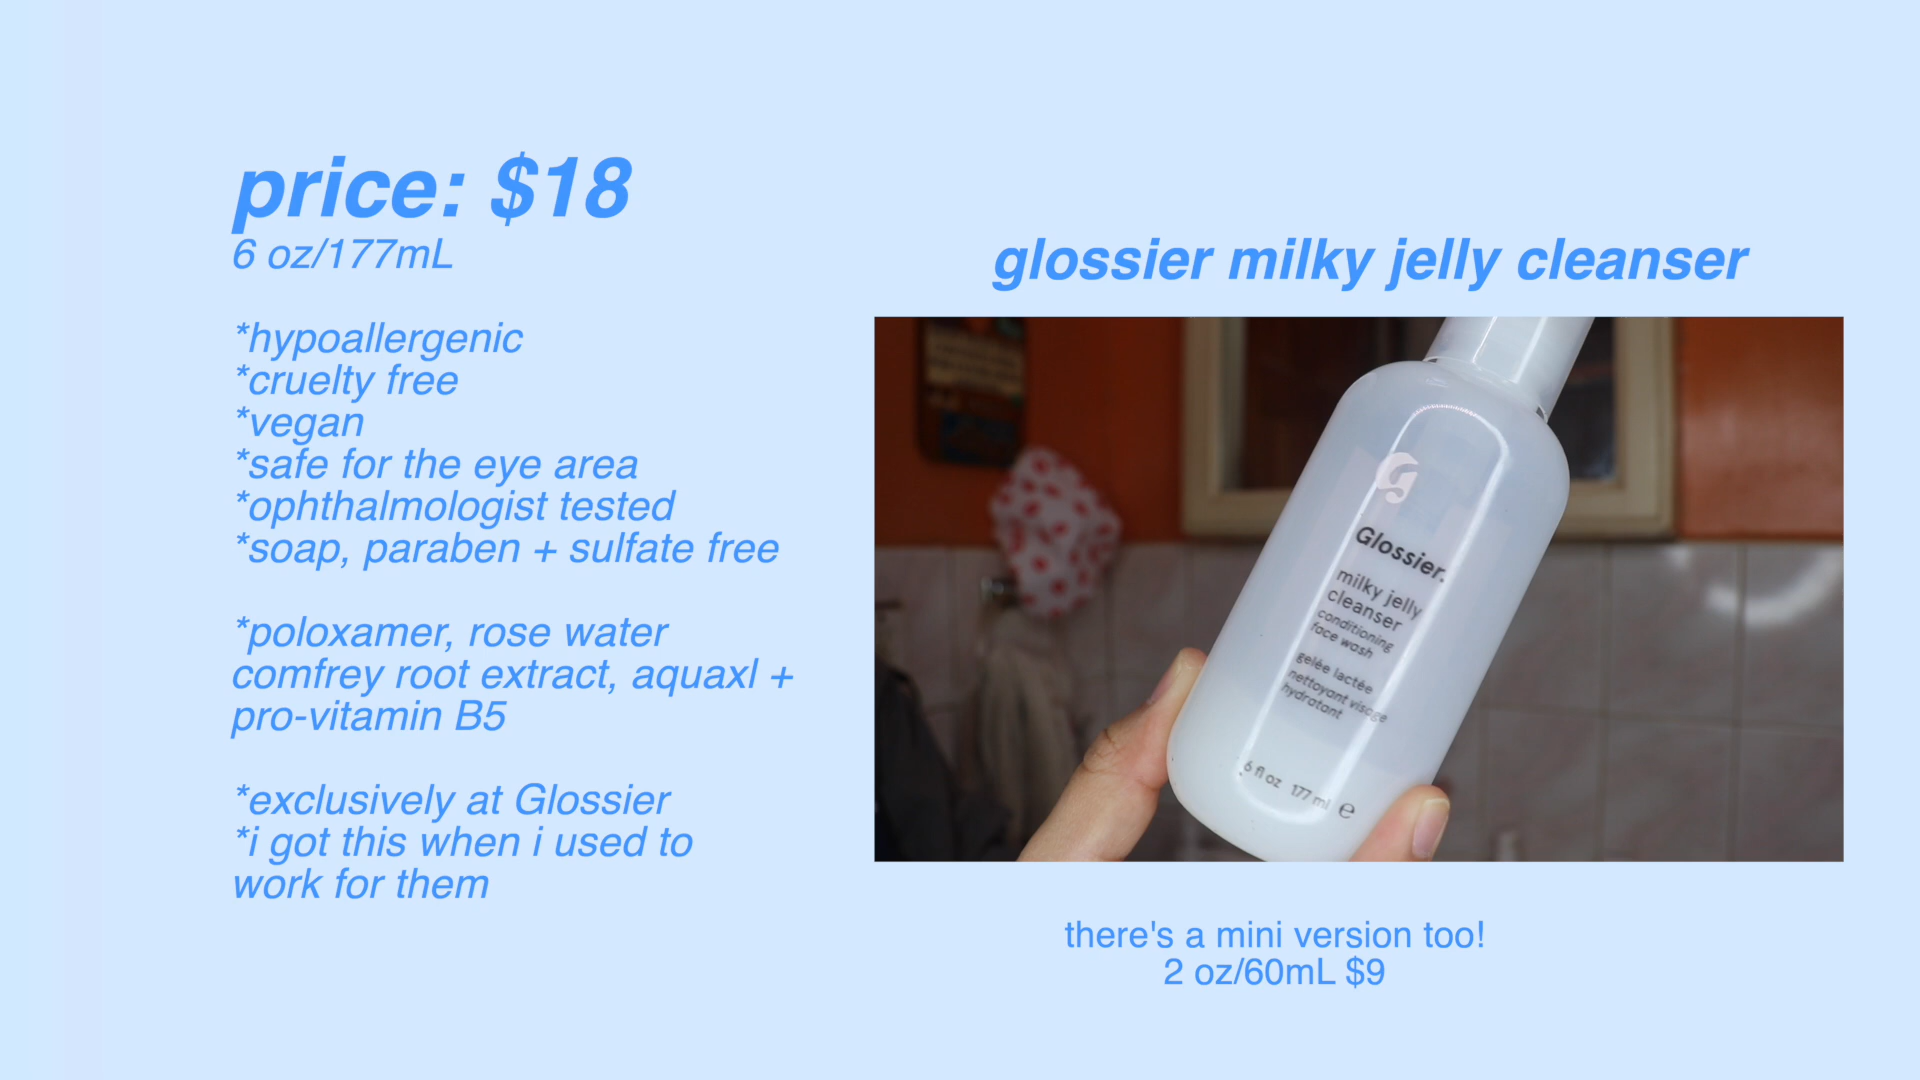 price: $18
6 oz/177mL
*hypoallergenic
*cruelty free
*vegan
*safe for the eye area
*ophthalmologist tested
*soap, paraben + sulfate free
*poloxamer, rose water
comfrey root extract, aquaxl +
pro-vitamin B5
*exclusively at Glossier
*i got this when i used to
work for them
glossier milky jelly cleanser
G
Glossier.
milky jelly
cleanser
conditioning
face wash
gelée lactée
nettoyant visage
hydratant
6 fl oz 177 ml ℮
there's a mini version too!
2 oz/60mL $9